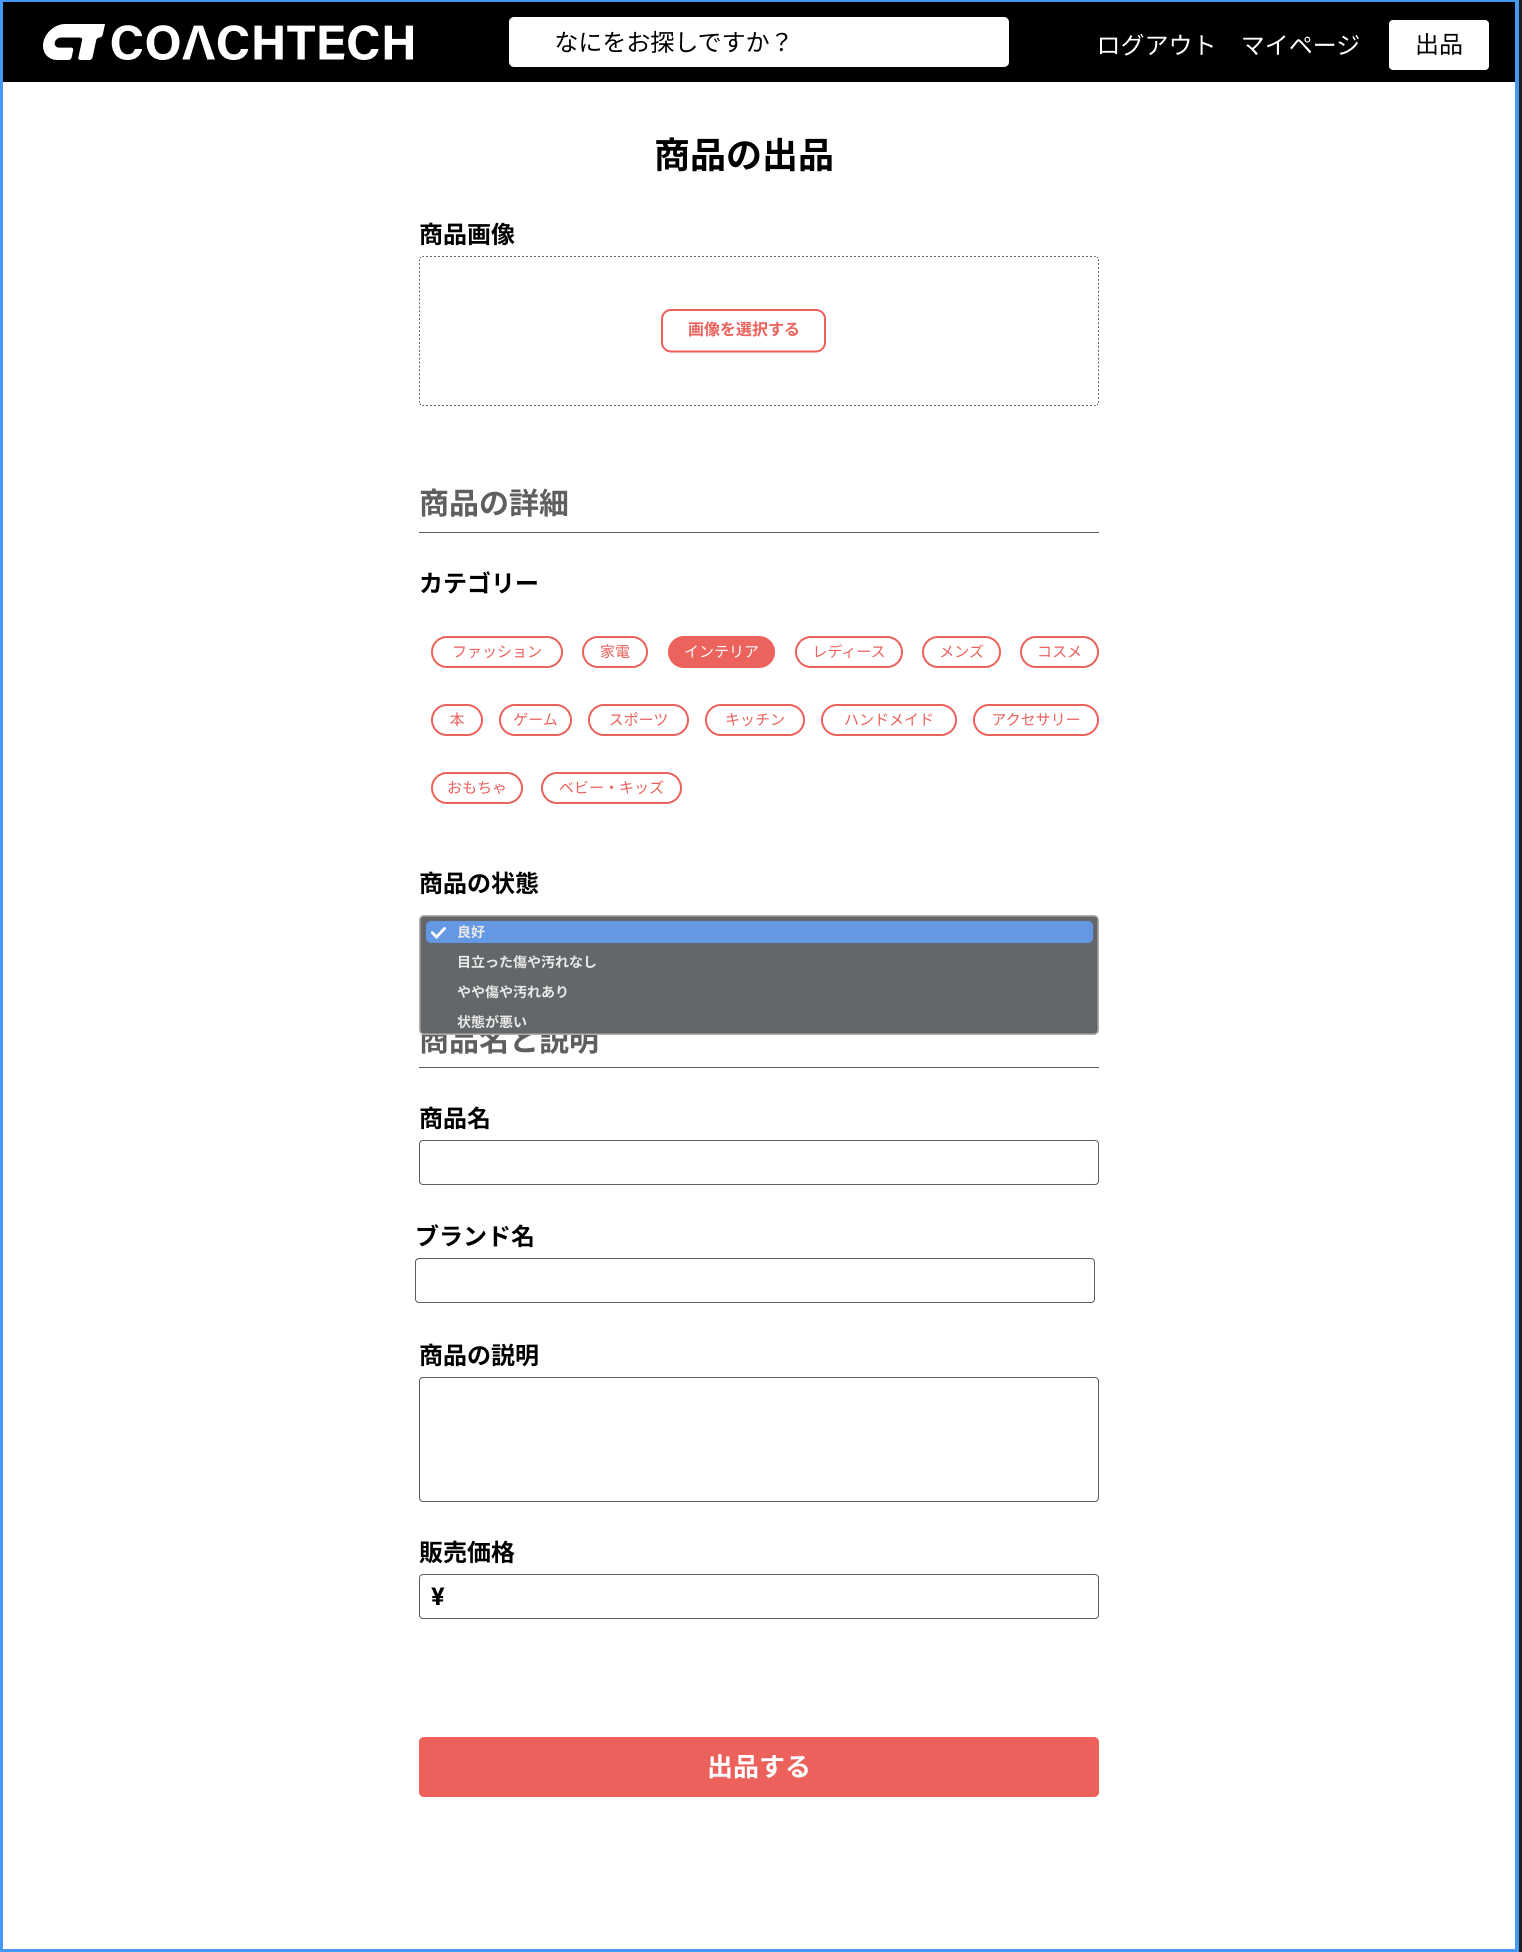 COACHTECH
なにをお探しですか？
ログアウト マイページ 出品
商品の出品
商品画像
画像を選択する
商品の詳細
カテゴリー
ファッション 家電 インテリア レディース メンズ コスメ
本 ゲーム スポーツ キッチン ハンドメイド アクセサリー
おもちゃ ベビー・キッズ
商品の状態
良好
目立った傷や汚れなし
やや傷や汚れあり
状態が悪い
商品名と説明
商品名
ブランド名
商品の説明
販売価格
¥
出品する